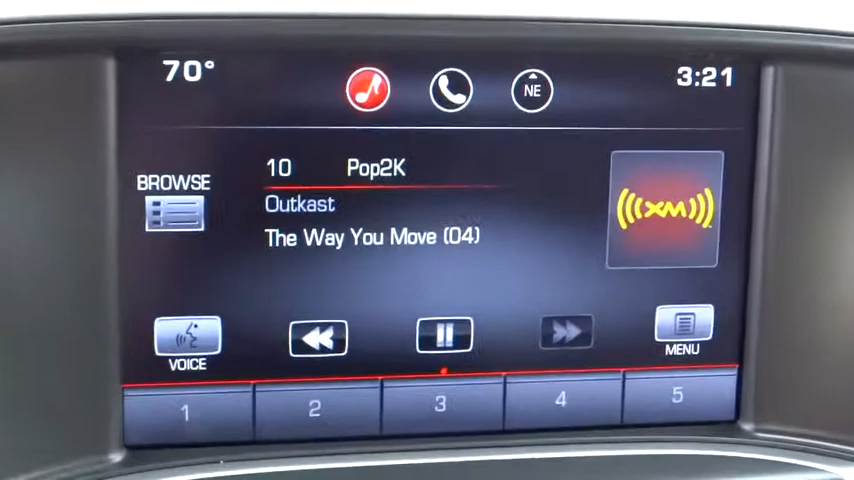 70°
NE
3:21
10 Pop2K
BROWSE
Outkast
The Way You Move (04)
XM
VOICE
MENU
1 2 3 4 5